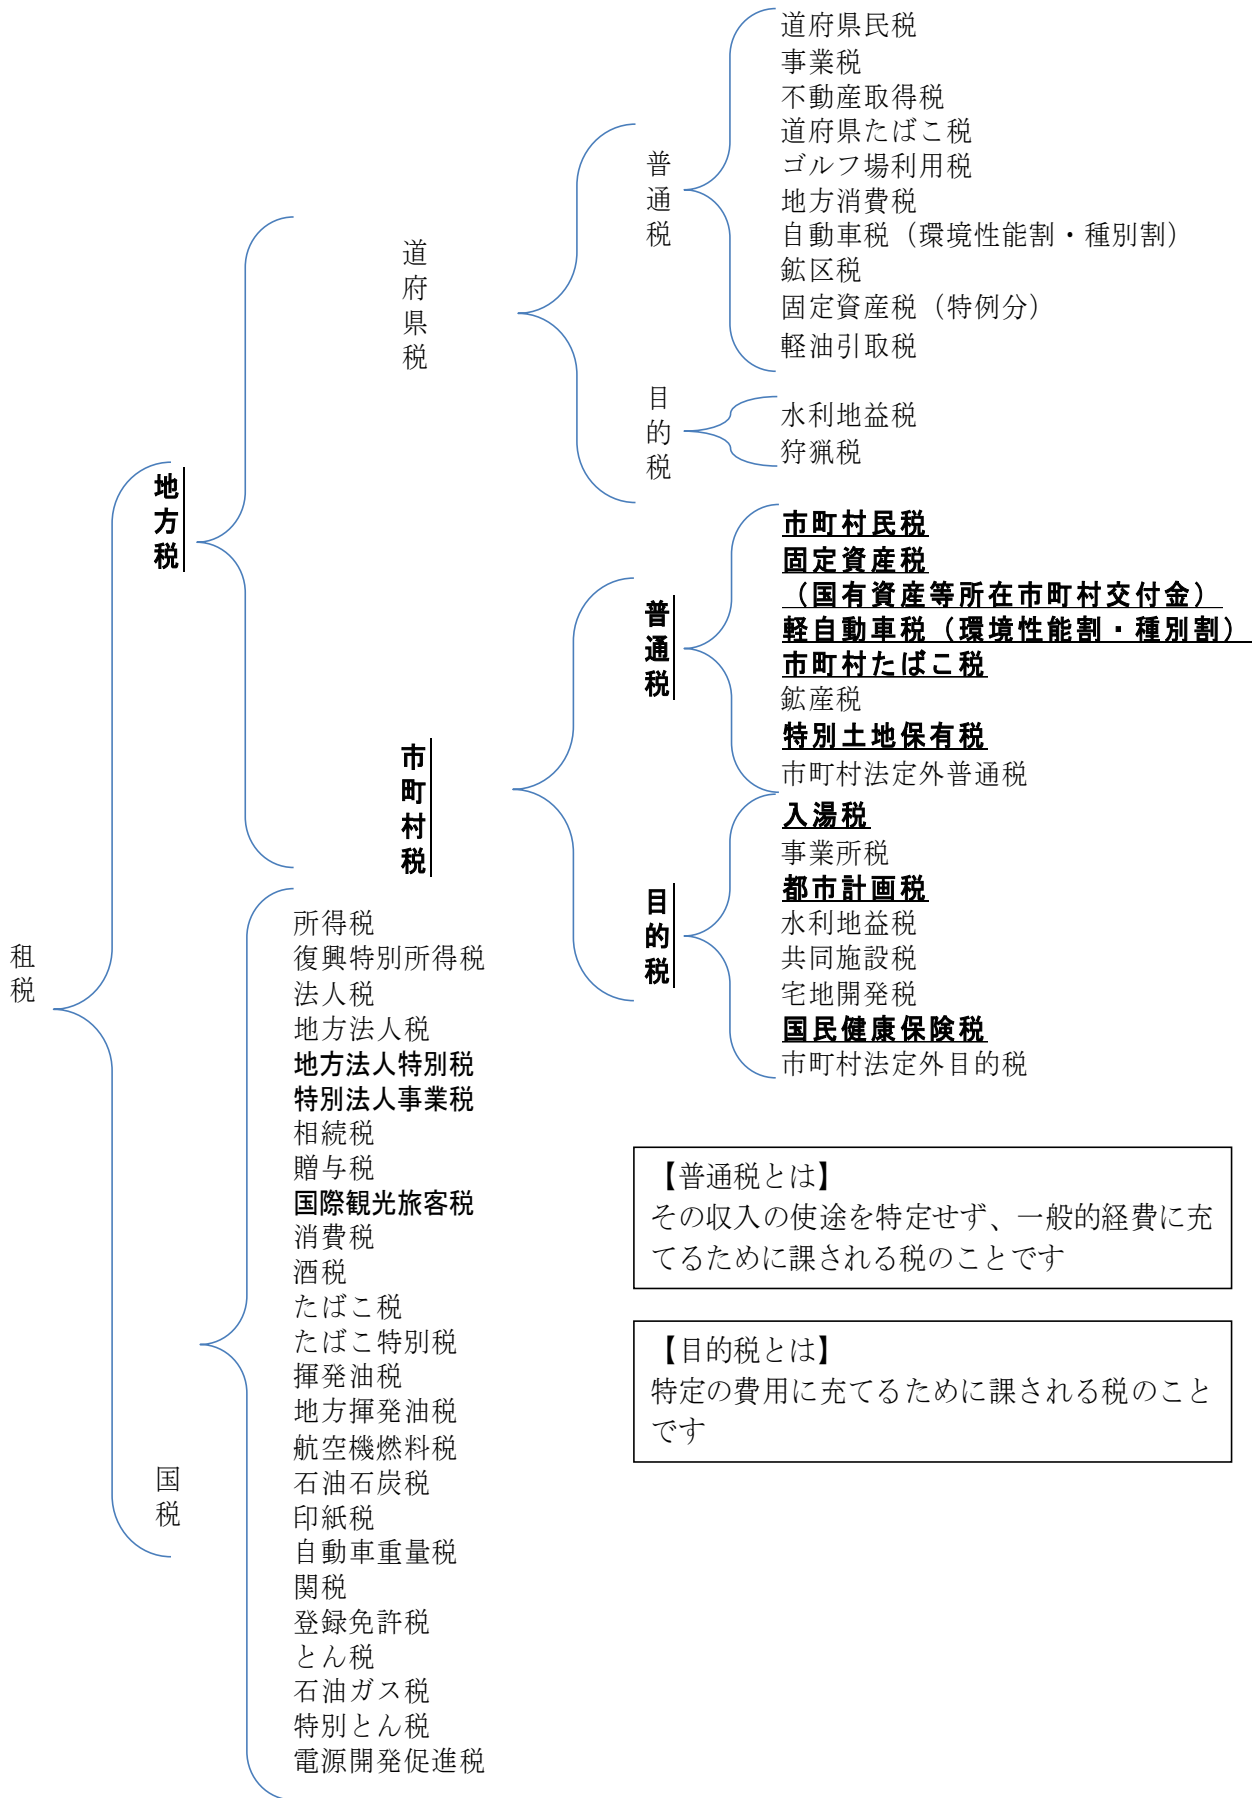 租税
地方税
道府県税
普通税
道府県民税
事業税
不動産取得税
道府県たばこ税
ゴルフ場利用税
地方消費税
自動車税（環境性能割・種別割）
鉱区税
固定資産税（特例分）
軽油引取税
目的税
水利地益税
狩猟税
市町村税
普通税
市町村民税
固定資産税
（国有資産等所在市町村交付金）
軽自動車税（環境性能割・種別割）
市町村たばこ税
鉱産税
特別土地保有税
市町村法定外普通税
目的税
入湯税
事業所税
都市計画税
水利地益税
共同施設税
宅地開発税
国民健康保険税
市町村法定外目的税
国税
所得税
復興特別所得税
法人税
地方法人税
地方法人特別税
特別法人事業税
相続税
贈与税
国際観光旅客税
消費税
酒税
たばこ税
たばこ特別税
揮発油税
地方揮発油税
航空機燃料税
石油石炭税
印紙税
自動車重量税
関税
登録免許税
とん税
石油ガス税
特別とん税
電源開発促進税
【普通税とは】
その収入の使途を特定せず、一般的経費に充
てるために課される税のことです
【目的税とは】
特定の費用に充てるために課される税のこと
です